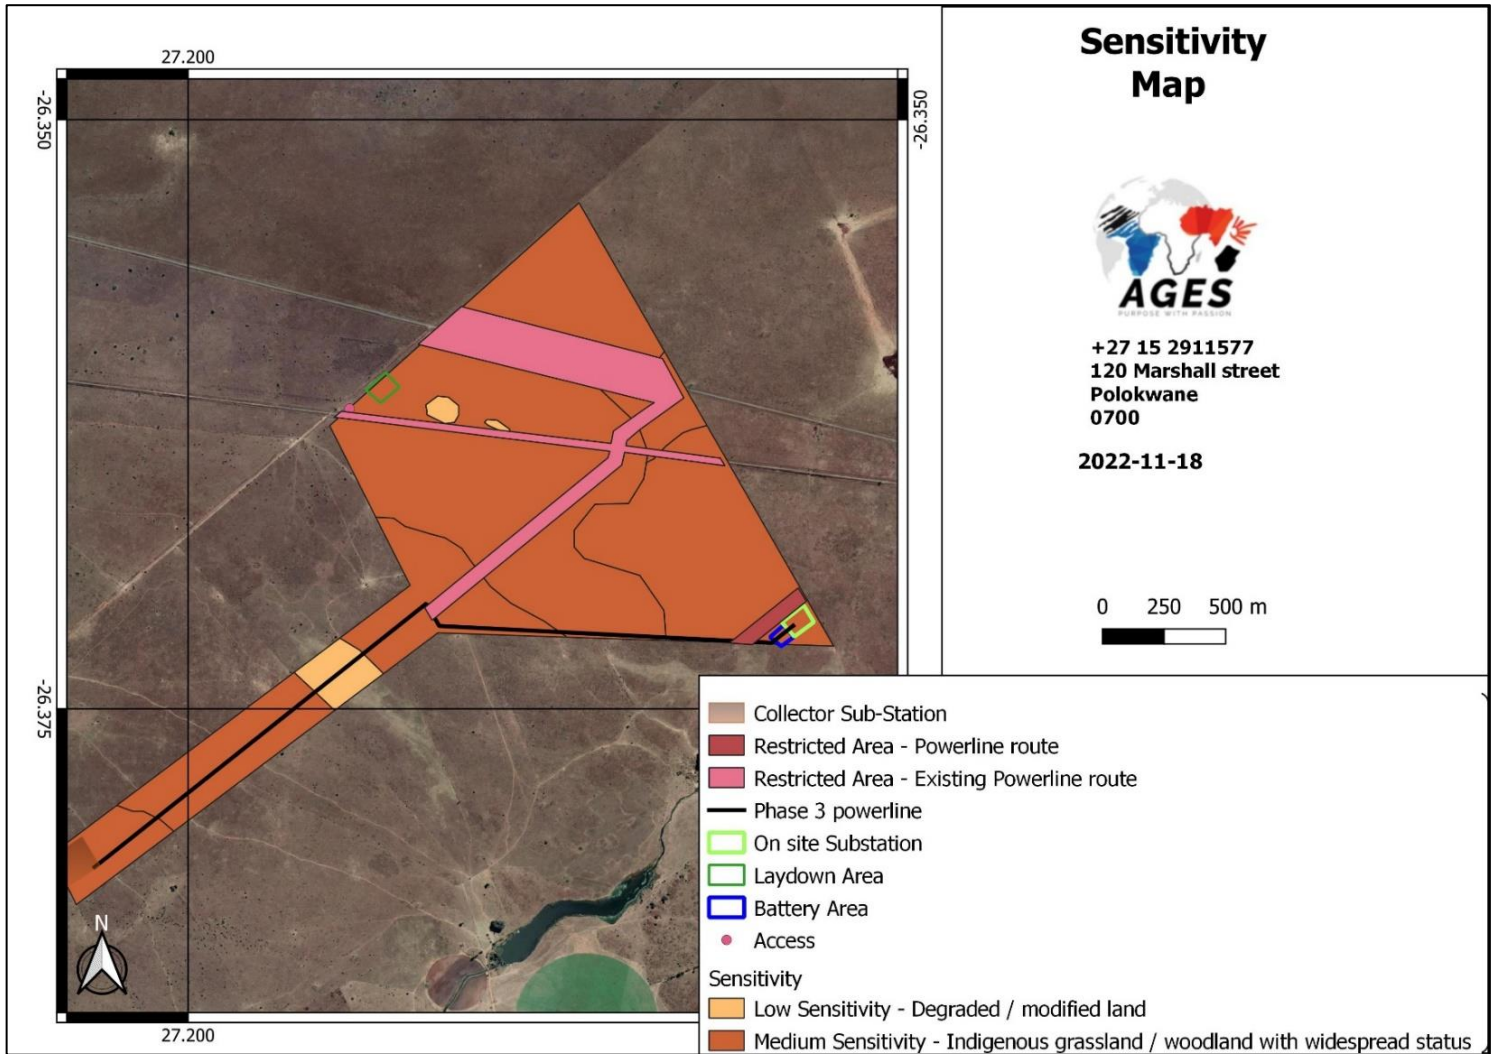 Sensitivity
Map
27.200
-26.350
-26.350
AGES
PURPOSE WITH PASSION
+27 15 2911577
120 Marshall street
Polokwane
0700
2022-11-18
0 250 500 m
-26.375
Collector Sub-Station
Restricted Area - Powerline route
Restricted Area - Existing Powerline route
Phase 3 powerline
On site Substation
Laydown Area
Battery Area
Access
Sensitivity
Low Sensitivity - Degraded / modified land
Medium Sensitivity - Indigenous grassland / woodland with widespread status
N
27.200